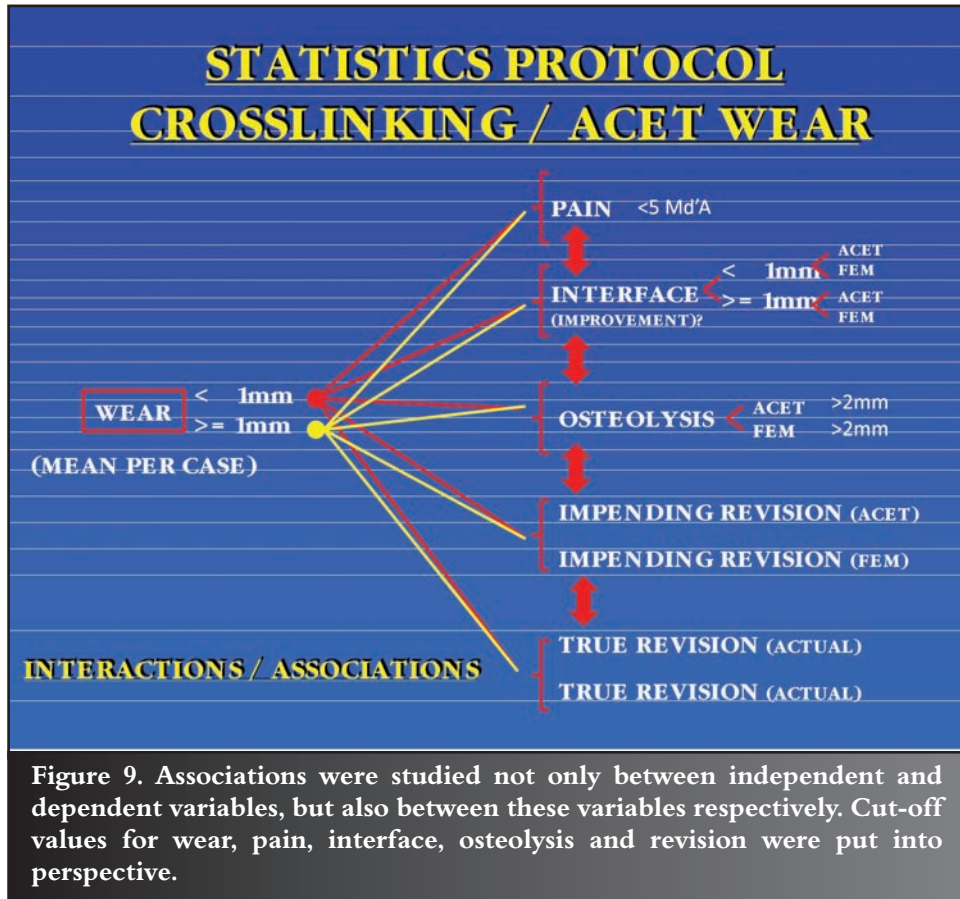 STATISTICS PROTOCOL
CROSSLINKING / ACET WEAR
PAIN <5 Md'A
INTERFACE
(IMPROVEMENT)?
< 1mm
ACET
FEM
>= 1mm
ACET
FEM
WEAR
< 1mm
>= 1mm
(MEAN PER CASE)
OSTEOLYSIS
ACET >2mm
FEM >2mm
IMPENDING REVISION (ACET)
IMPENDING REVISION (FEM)
TRUE REVISION (ACTUAL)
TRUE REVISION (ACTUAL)
INTERACTIONS / ASSOCIATIONS
Figure 9. Associations were studied not only between independent and
dependent variables, but also between these variables respectively. Cut-off
values for wear, pain, interface, osteolysis and revision were put into
perspective.